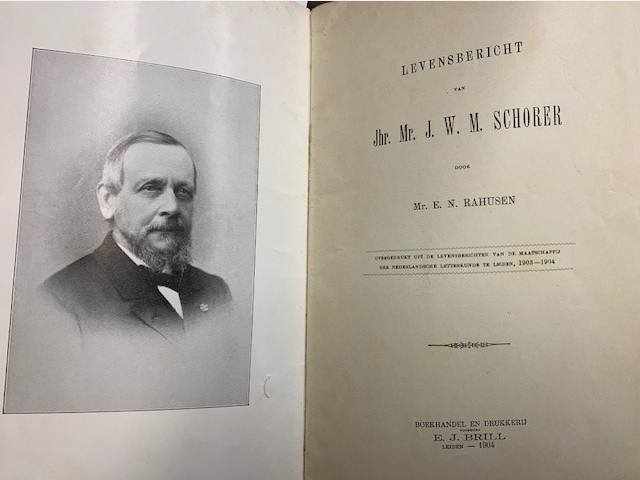 LEVENSBERICHT
VAN
Jhr. Mr. J. W. M. SCHORER
DOOR
Mr. E. N. RAHUSEN
OVERGEDRUKT UIT DE LEVENSBERICHTEN VAN DE MAATSCHAPPIJ
DER NEDERLANDSCHE LETTERKUNDE TE LEIDEN, 1903—1904
BOEKHANDEL EN DRUKKERIJ
VOORHEEN
E. J. BRILL
LEIDEN — 1904